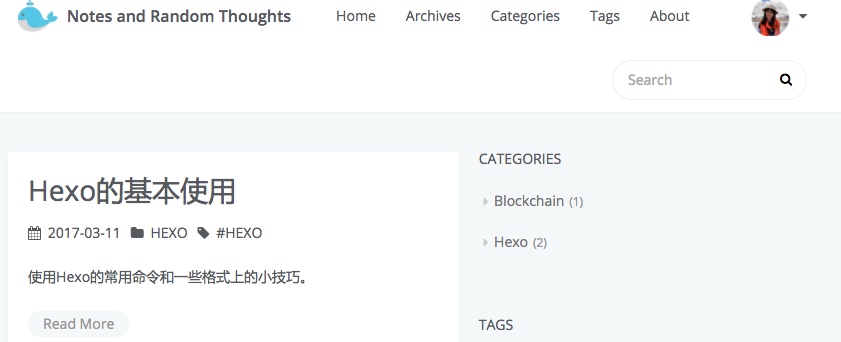 Notes and Random Thoughts Home Archives Categories Tags About
Search
Hexo的基本使用
2017-03-11 HEXO #HEXO
使用Hexo的常用命令和一些格式上的小技巧。
Read More
CATEGORIES
Blockchain (1)
Hexo (2)
TAGS